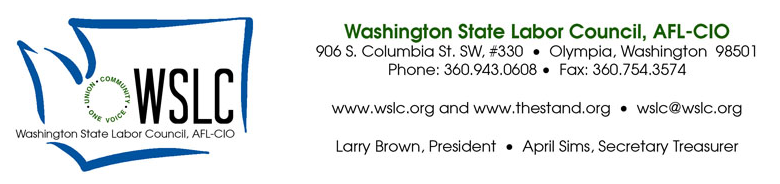 UNION • COMMUNITY • ONE VOICE •
WSLC
Washington State Labor Council, AFL-CIO
Washington State Labor Council, AFL-CIO
906 S. Columbia St. SW, #330 • Olympia, Washington 98501
Phone: 360.943.0608 • Fax: 360.754.3574
www.wslc.org and www.thestand.org • wslc@wslc.org
Larry Brown, President • April Sims, Secretary Treasurer